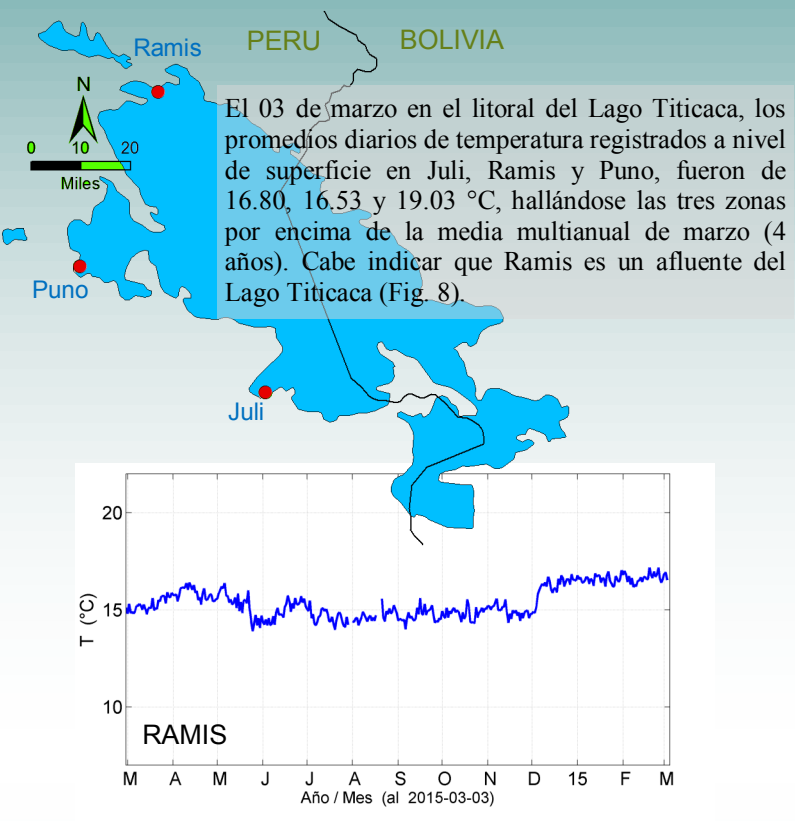 PERU
BOLIVIA
Ramis
N
0 10 20
Miles
El 03 de marzo en el litoral del Lago Titicaca, los
promedios diarios de temperatura registrados a nivel
de superficie en Juli, Ramis y Puno, fueron de
16.80, 16.53 y 19.03 °C, hallándose las tres zonas
por encima de la media multianual de marzo (4
años). Cabe indicar que Ramis es un afluente del
Lago Titicaca (Fig. 8).
Puno
Juli
20
15
10
T (°C)
RAMIS
M A M J J A S O N D 15 F M
Año / Mes (al 2015-03-03)